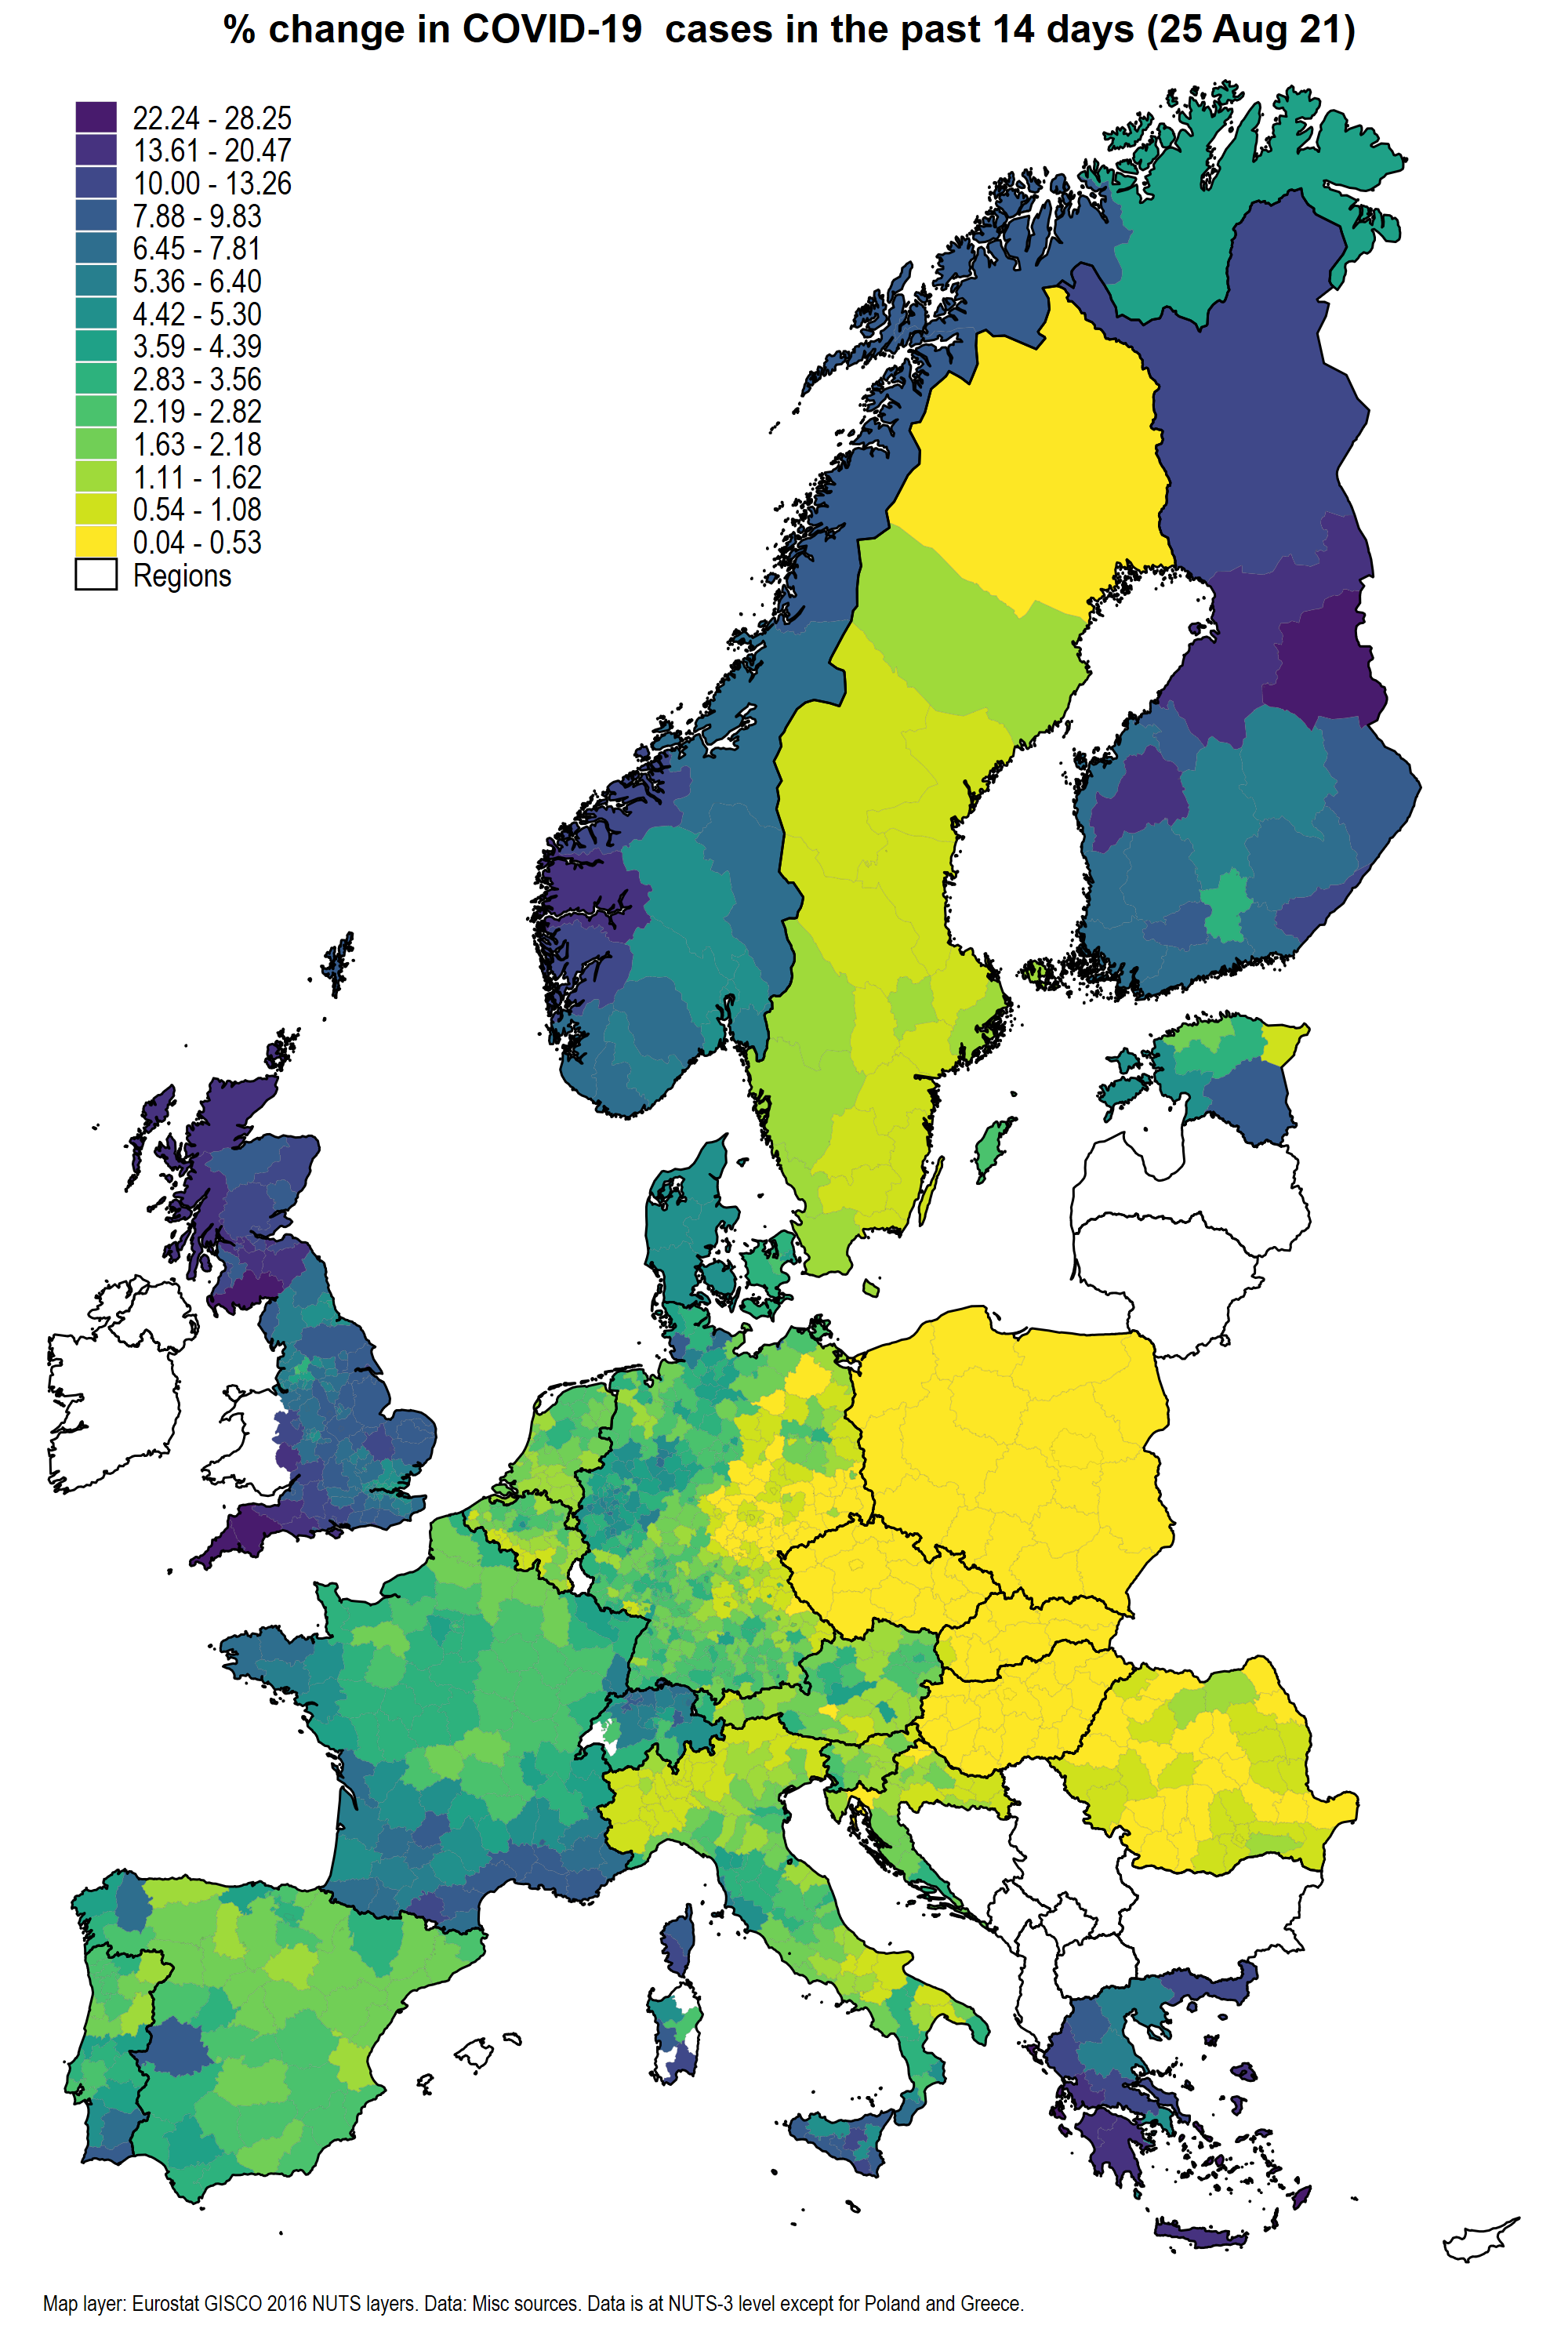 % change in COVID-19  cases in the past 14 days (25 Aug 21)
22.24 - 28.25
13.61 - 20.47
10.00 - 13.26
7.88 - 9.83
6.45 - 7.81
5.36 - 6.40
4.42 - 5.30
3.59 - 4.39
2.83 - 3.56
2.19 - 2.82
1.63 - 2.18
1.11 - 1.62
0.54 - 1.08
0.04 - 0.53
Regions
Map layer: Eurostat GISCO 2016 NUTS layers. Data: Misc sources. Data is at NUTS-3 level except for Poland and Greece.